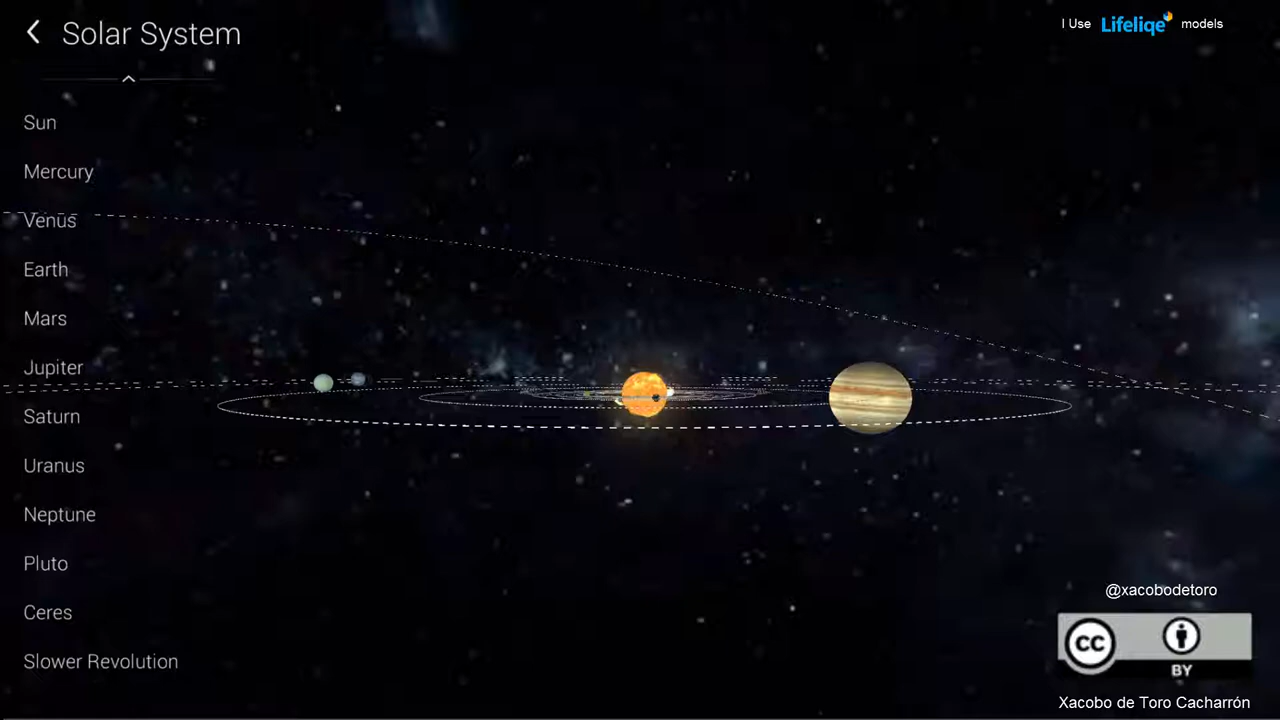 Solar System
I Use Lifeliqe models
Sun
Mercury
Venus
Earth
Mars
Jupiter
Saturn
Uranus
Neptune
Pluto
Ceres
Slower Revolution
@xacobodetoro
CC
BY
Xacobo de Toro Cacharrón